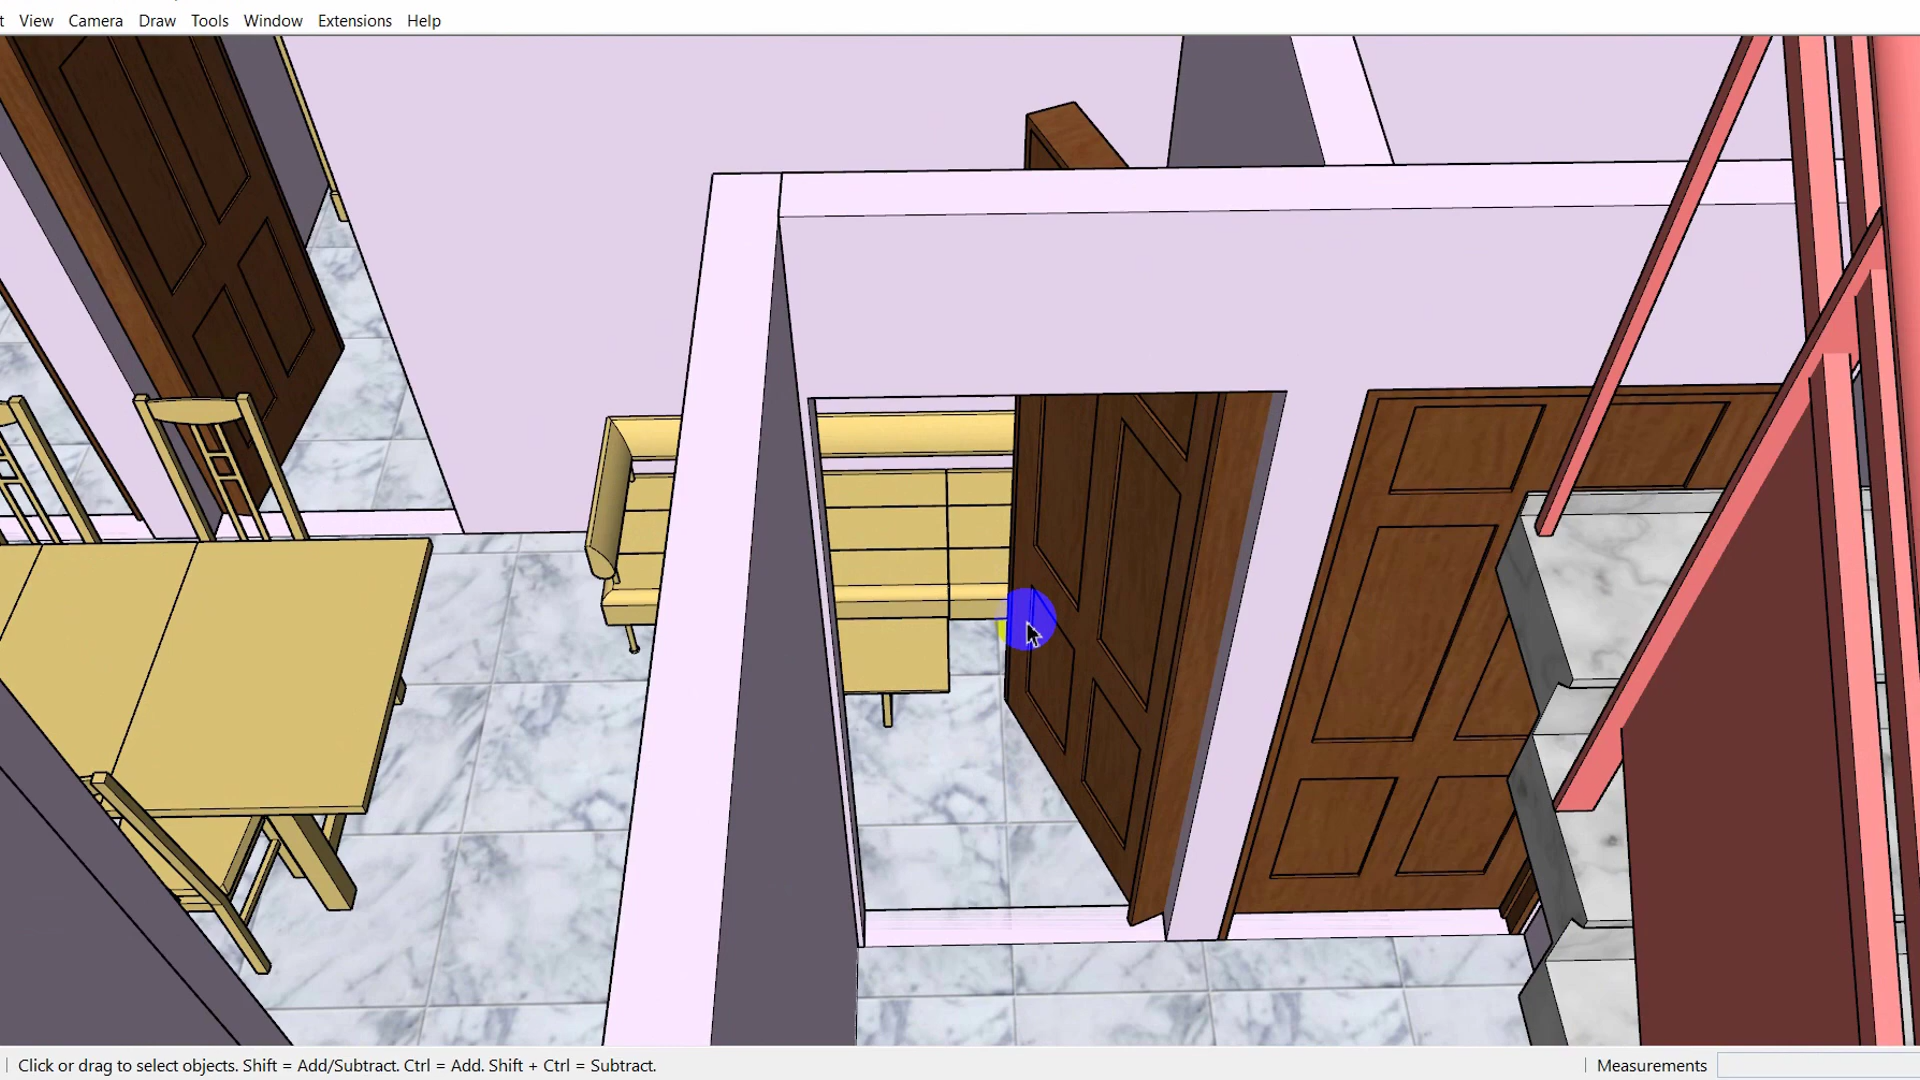 View Camera Draw Tools Window Extensions Help
Click or drag to select objects. Shift = Add/Subtract. Ctrl = Add. Shift + Ctrl = Subtract.
Measurements